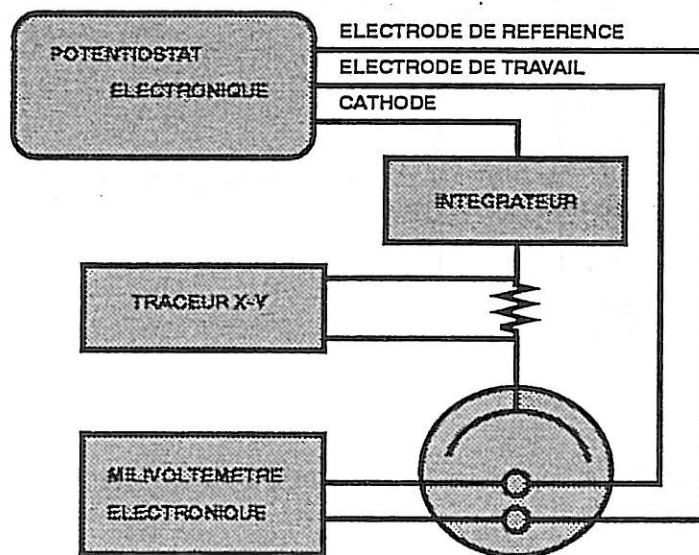 ELECTRODE DE REFERENCE
POTENTIOSTAT
ELECTRONIQUE
ELECTRODE DE TRAVAIL
CATHODE
INTEGRATEUR
TRACEUR X-Y
MILIVOLTEMETRE
ELECTRONIQUE